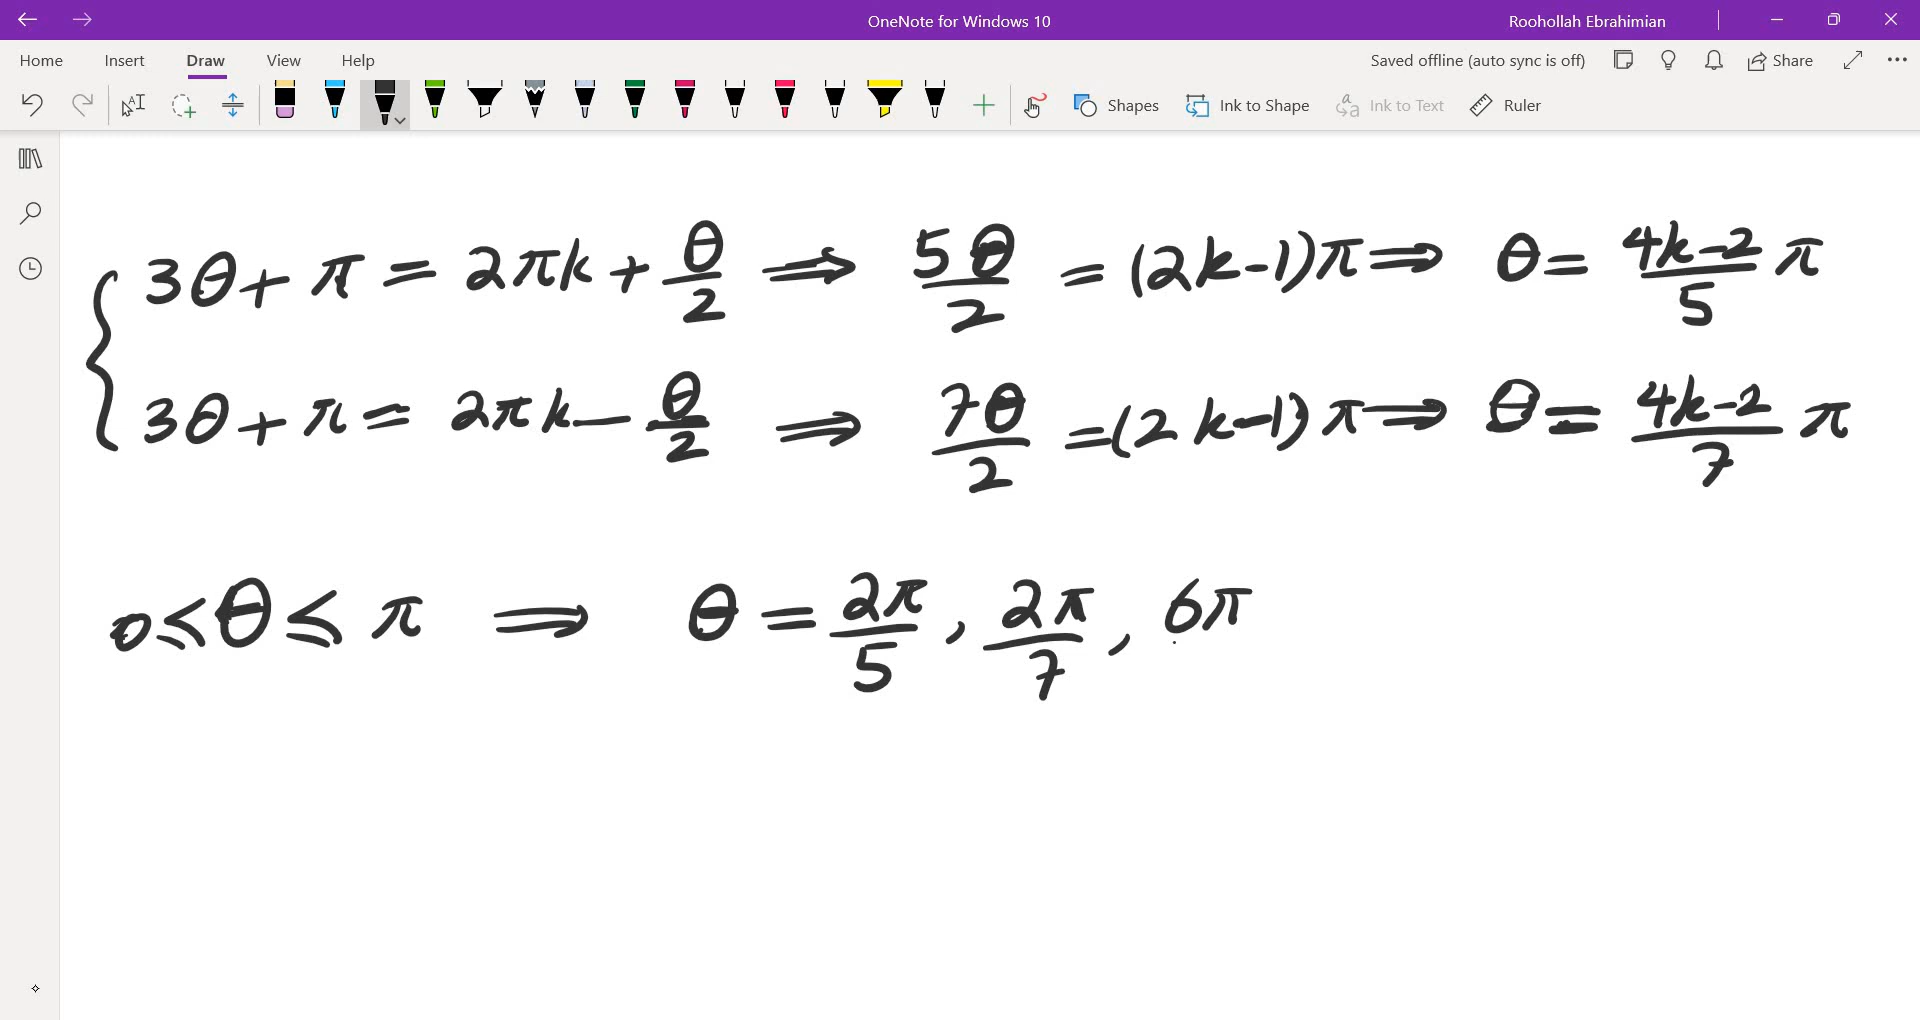 OneNote for Windows 10
Roohollah Ebrahimian
Home Insert Draw View Help
Saved offline (auto sync is off) Share
Shapes Ink to Shape Ink to Text Ruler
3θ + π = 2πk + θ/2 ⟹ 5θ/2 = (2k-1)π ⟹ θ = (4k-2)/5 π
3θ + π = 2πk - θ/2 ⟹ 7θ/2 = (2k-1)π ⟹ θ = (4k-2)/7 π
0 ≤ θ ≤ π ⟹ θ = 2π/5, 2π/7, 6π